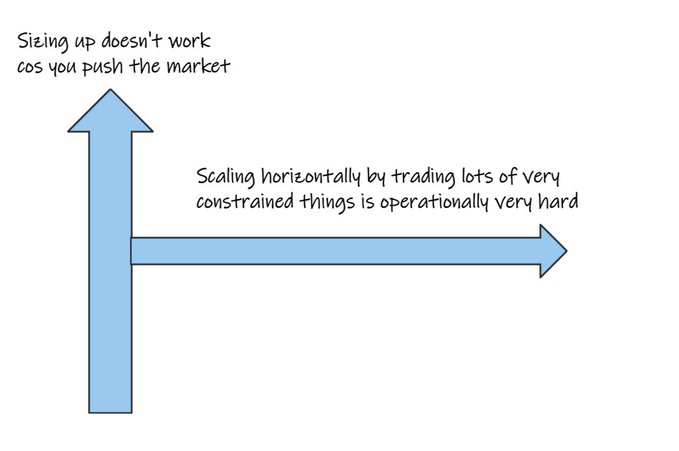 Sizing up doesn't work
cos you push the market
Scaling horizontally by trading lots of very
constrained things is operationally very hard